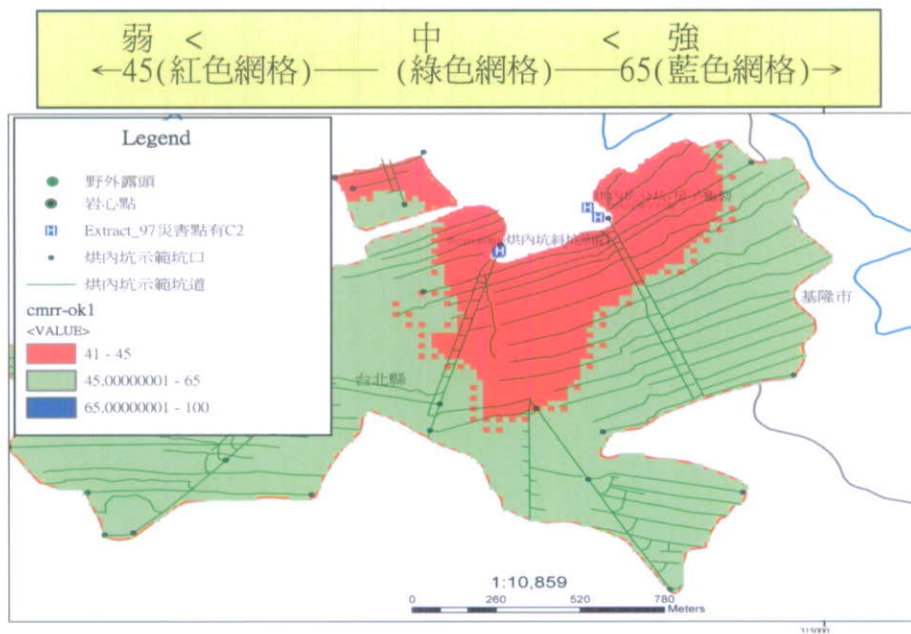 弱 < 中 < 強
←45(紅色網格)——(綠色網格)——65(藍色網格)→
Legend
野外露頭
岩心點
Extract_97災害點有C2
烘內坑示範坑口
烘內坑示範坑道
cmrr-ok1
<VALUE>
41 - 45
45.00000001 - 65
65.00000001 - 100
基隆市
台北縣
1:10,859
0 260 520 780
Meters
315000